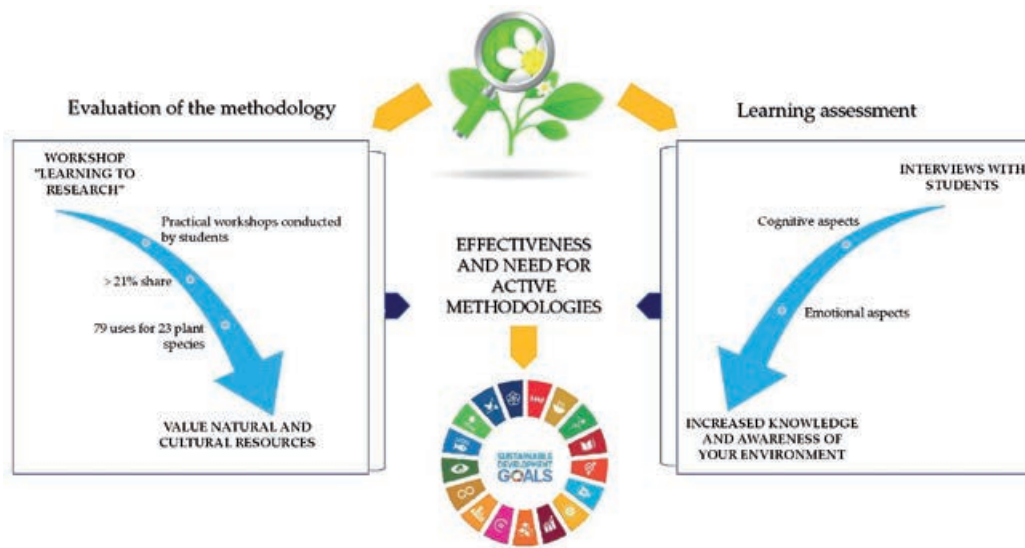 Evaluation of the methodology
WORKSHOP
"LEARNING TO
RESEARCH"
Practical workshops conducted
by students
> 21% share
79 uses for 23 plant
species
VALUE NATURAL AND
CULTURAL RESOURCES
EFFECTIVENESS
AND NEED FOR
ACTIVE
METHODOLOGIES
SUSTAINABLE
DEVELOPMENT
GOALS
Learning assessment
INTERVIEWS WITH
STUDENTS
Cognitive aspects
Emotional aspects
INCREASED KNOWLEDGE
AND AWARENESS OF
YOUR ENVIRONMENT